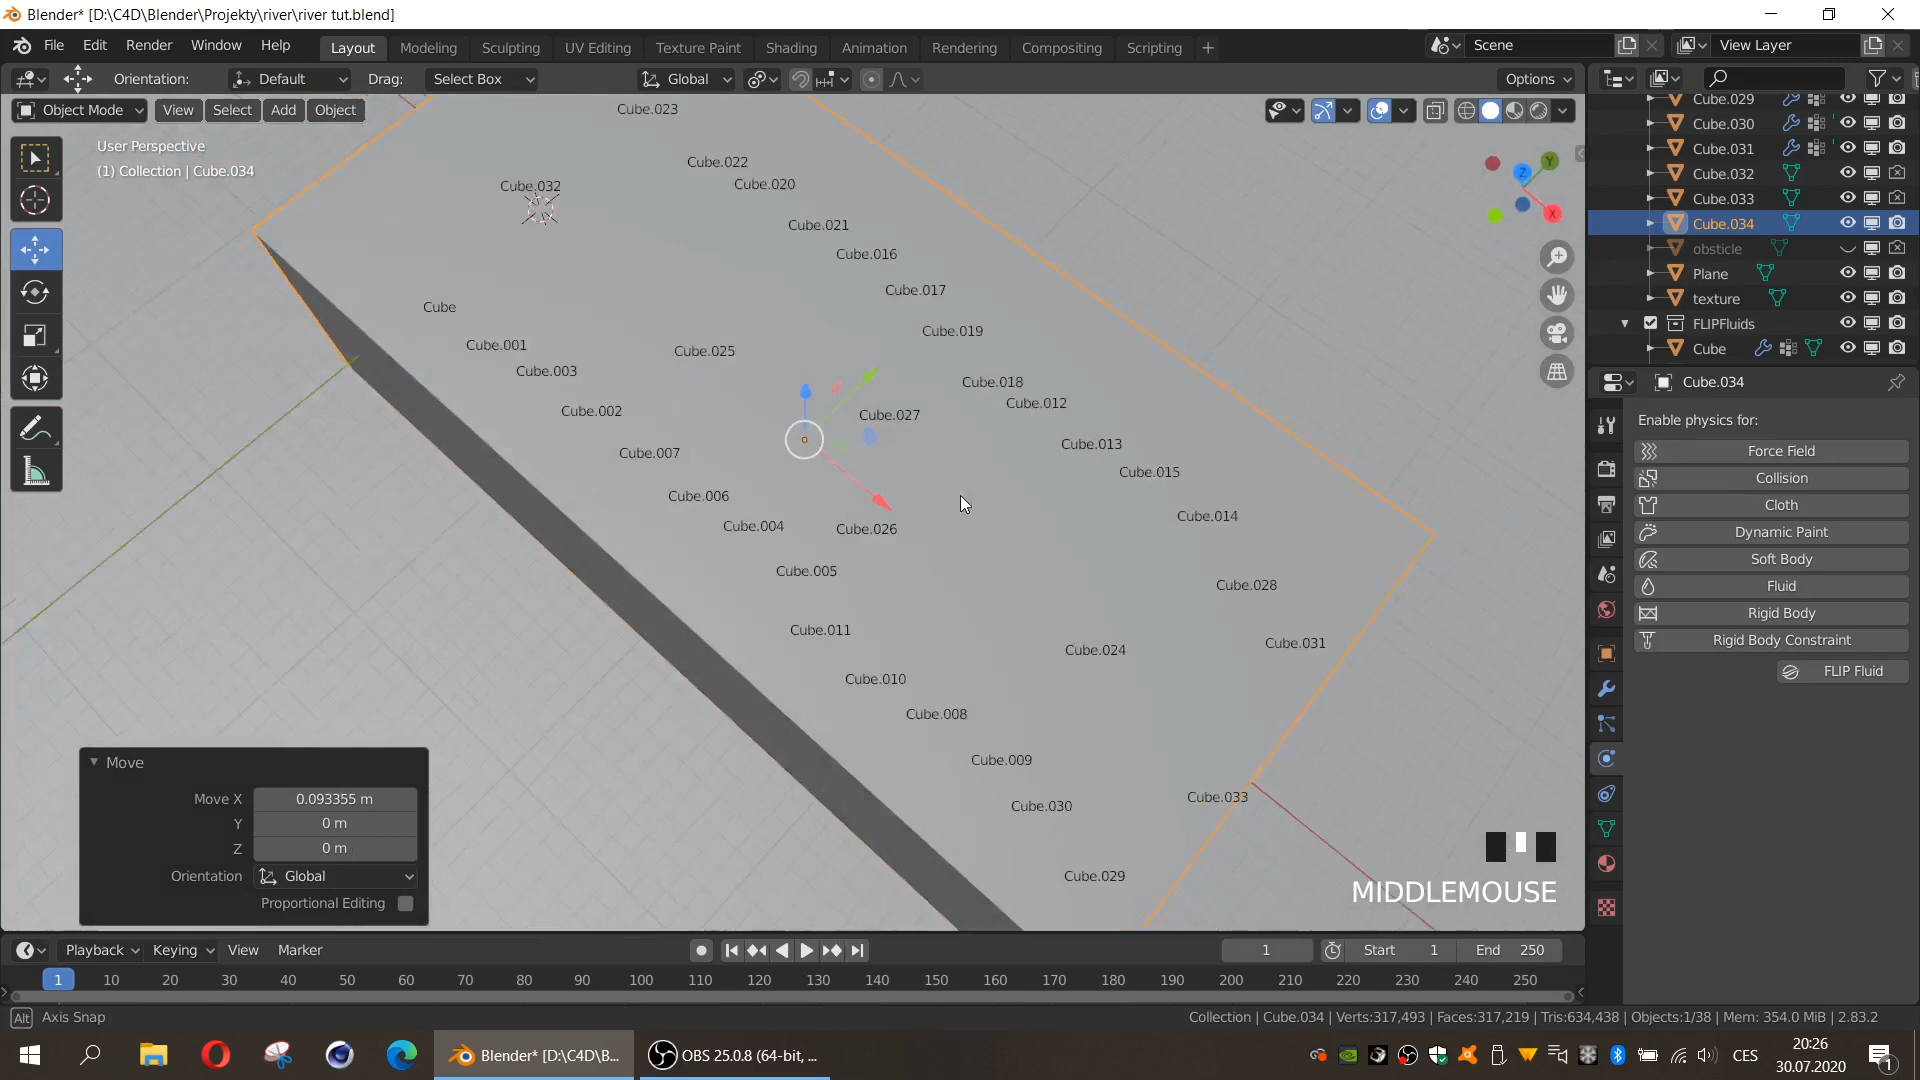 Blender* [D:\C4D\Blender\Projekty\river\river tut.blend]
File Edit Render Window Help
Layout Modeling Sculpting UV Editing Texture Paint Shading Animation Rendering Compositing Scripting +
Scene
View Layer
Orientation: Default Drag: Select Box
Global
Options
Object Mode View Select Add Object
User Perspective
(1) Collection | Cube.034
Cube.023
Cube.022
Cube.032
Cube.020
Cube.021
Cube.016
Cube.017
Cube
Cube.019
Cube.001
Cube.025
Cube.003
Cube.018
Cube.012
Cube.002
Cube.027
Cube.013
Cube.007
Cube.015
Cube.006
Cube.014
Cube.004
Cube.026
Cube.005
Cube.028
Cube.011
Cube.031
Cube.024
Cube.010
Cube.008
Cube.009
Cube.033
Cube.030
Cube.029
Z
Y
X
MIDDLEMOUSE
Move
Move X 0.093355 m
Y 0 m
Z 0 m
Orientation Global
Proportional Editing
Cube.029
Cube.030
Cube.031
Cube.032
Cube.033
Cube.034
obsticle
Plane
texture
FLIPFluids
Cube
Cube.034
Enable physics for:
Force Field
Collision
Cloth
Dynamic Paint
Soft Body
Fluid
Rigid Body
Rigid Body Constraint
FLIP Fluid
Playback Keying View Marker
1
Start 1
End 250
1 10 20 30 40 50 60 70 80 90 100 110 120 130 140 150 160 170 180 190 200 210 220 230 240 250
Alt Axis Snap
Collection | Cube.034 | Verts:317,493 | Faces:317,219 | Tris:634,438 | Objects:1/38 | Mem: 354.0 MiB | 2.83.2
Blender* [D:\C4D\B...
OBS 25.0.8 (64-bit, ...
CES
20:26
30.07.2020
1